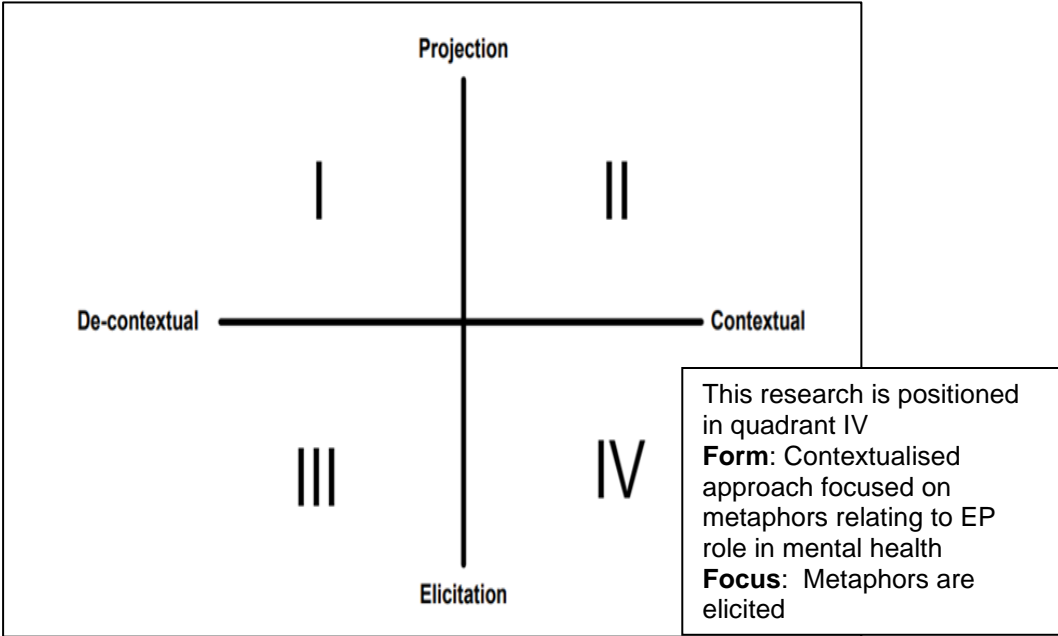 Projection
I
II
De-contextual
Contextual
III
IV
Elicitation
This research is positioned
in quadrant IV
Form: Contextualised
approach focused on
metaphors relating to EP
role in mental health
Focus:  Metaphors are
elicited